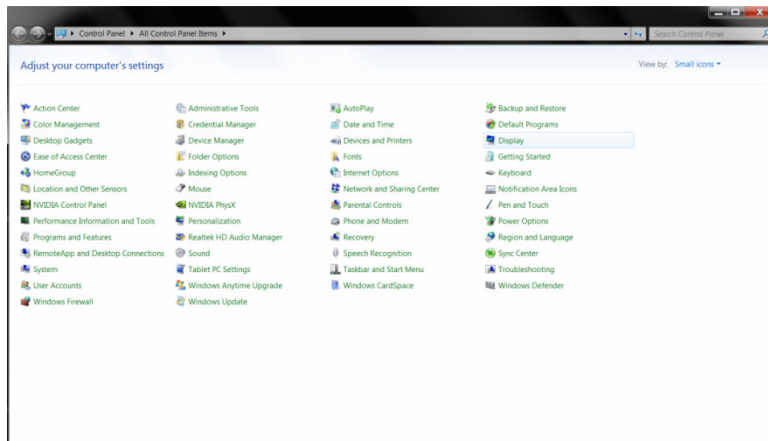 Control Panel ▸ All Control Panel Items ▸
Search Control Panel
Adjust your computer's settings
View by: Small icons
Action Center
Administrative Tools
AutoPlay
Backup and Restore
Color Management
Credential Manager
Date and Time
Default Programs
Desktop Gadgets
Device Manager
Devices and Printers
Display
Ease of Access Center
Folder Options
Fonts
Getting Started
HomeGroup
Indexing Options
Internet Options
Keyboard
Location and Other Sensors
Mouse
Network and Sharing Center
Notification Area Icons
NVIDIA Control Panel
NVIDIA PhysX
Parental Controls
Pen and Touch
Performance Information and Tools
Personalization
Phone and Modem
Power Options
Programs and Features
Realtek HD Audio Manager
Recovery
Region and Language
RemoteApp and Desktop Connections
Sound
Speech Recognition
Sync Center
System
Tablet PC Settings
Taskbar and Start Menu
Troubleshooting
User Accounts
Windows Anytime Upgrade
Windows CardSpace
Windows Defender
Windows Firewall
Windows Update